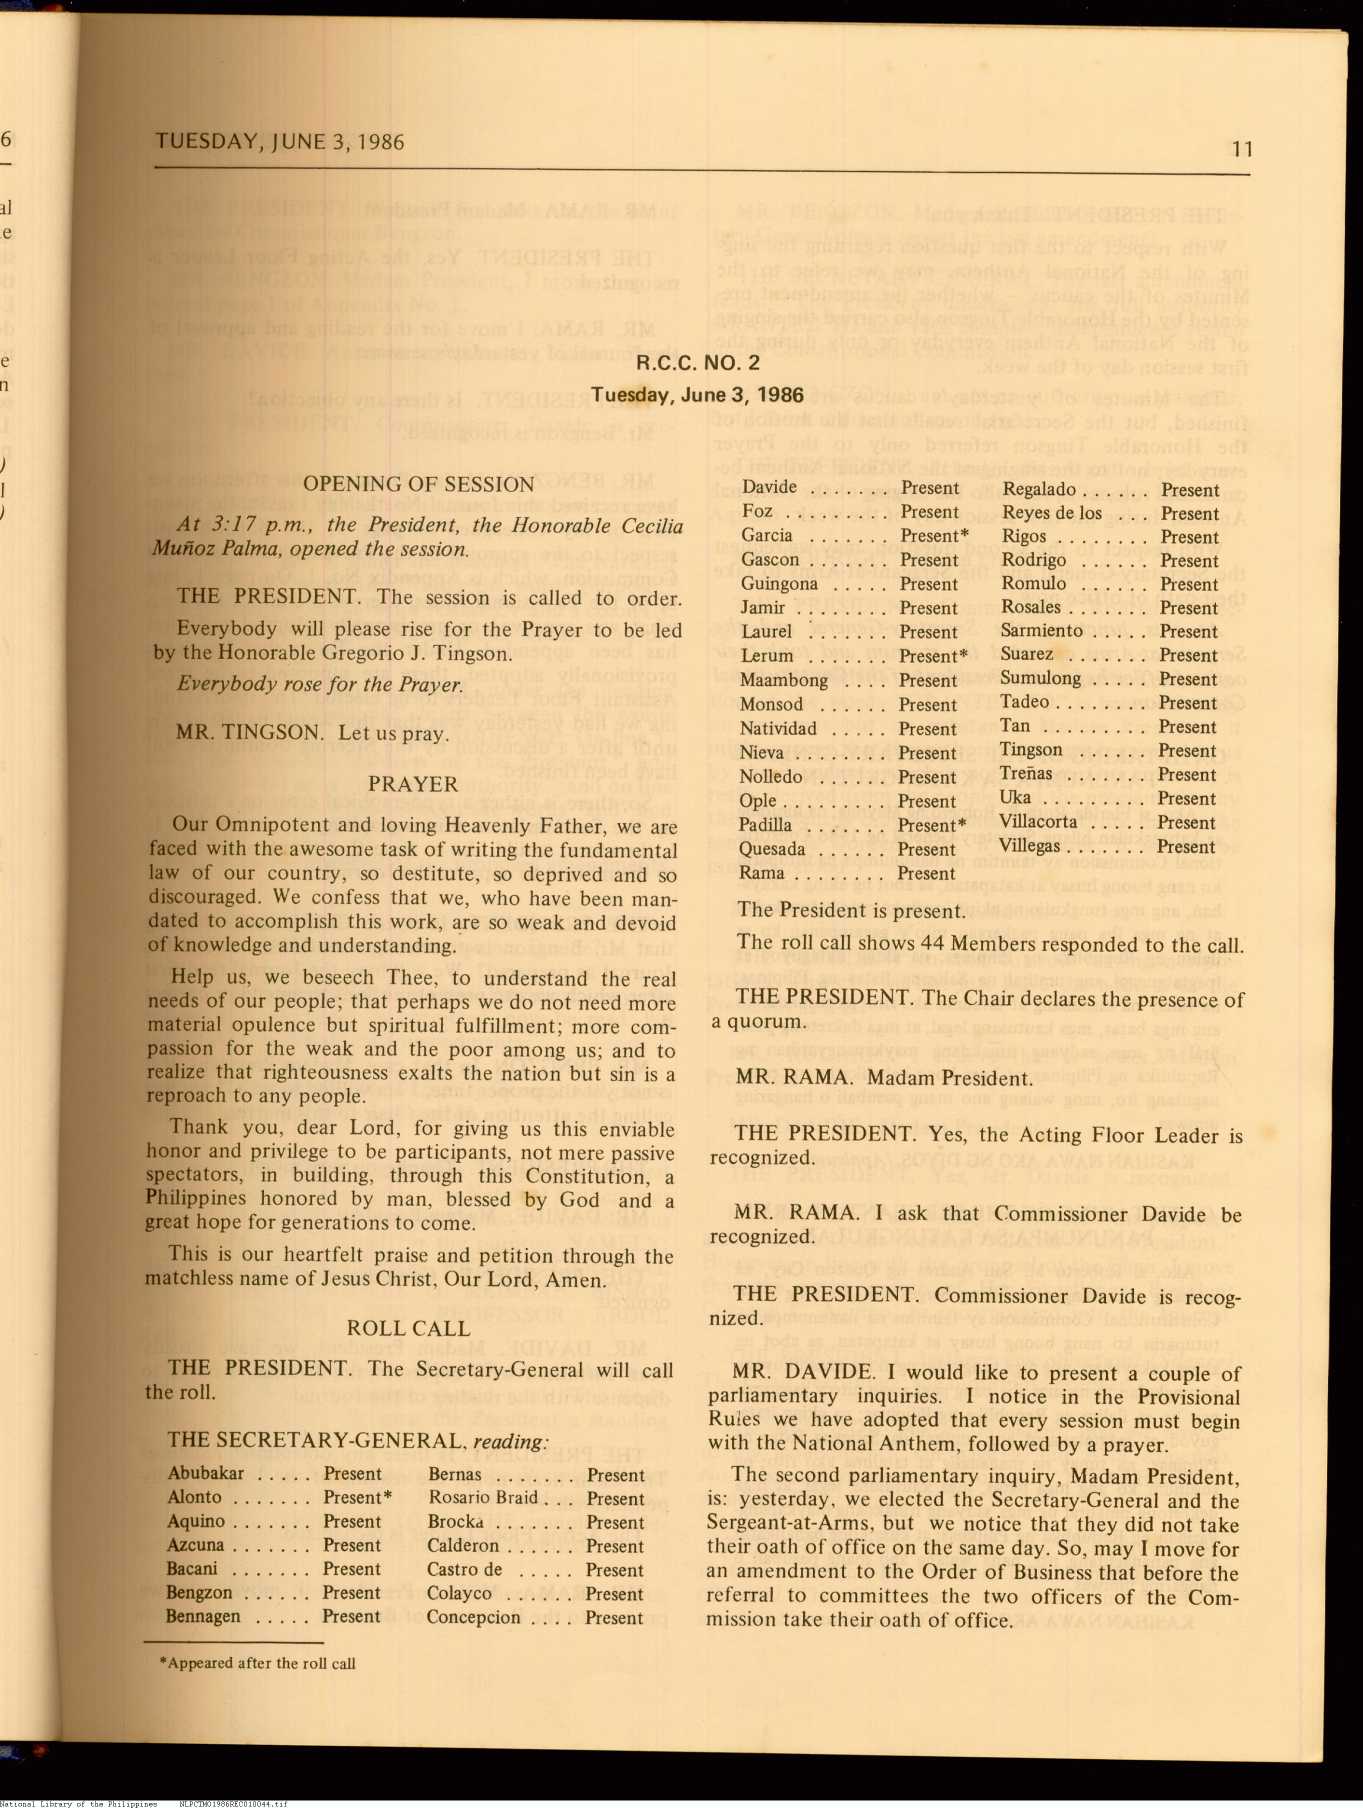 TUESDAY, JUNE 3, 1986
11
R.C.C. NO. 2
Tuesday, June 3, 1986
OPENING OF SESSION
At 3:17 p.m., the President, the Honorable Cecilia
Muñoz Palma, opened the session.
THE PRESIDENT. The session is called to order.
Everybody will please rise for the Prayer to be led
by the Honorable Gregorio J. Tingson.
Everybody rose for the Prayer.
MR. TINGSON. Let us pray.
PRAYER
Our Omnipotent and loving Heavenly Father, we are
faced with the awesome task of writing the fundamental
law of our country, so destitute, so deprived and so
discouraged. We confess that we, who have been man-
dated to accomplish this work, are so weak and devoid
of knowledge and understanding.
Help us, we beseech Thee, to understand the real
needs of our people; that perhaps we do not need more
material opulence but spiritual fulfillment; more com-
passion for the weak and the poor among us; and to
realize that righteousness exalts the nation but sin is a
reproach to any people.
Thank you, dear Lord, for giving us this enviable
honor and privilege to be participants, not mere passive
spectators, in building, through this Constitution, a
Philippines honored by man, blessed by God and a
great hope for generations to come.
This is our heartfelt praise and petition through the
matchless name of Jesus Christ, Our Lord, Amen.
ROLL CALL
THE PRESIDENT. The Secretary-General will call
the roll.
THE SECRETARY-GENERAL, reading:
Abubakar ..... Present Bernas ....... Present
Alonto ....... Present* Rosario Braid ... Present
Aquino ....... Present Brocka ....... Present
Azcuna ....... Present Calderon ...... Present
Bacani ....... Present Castro de ..... Present
Bengzon ...... Present Colayco ...... Present
Bennagen ..... Present Concepcion .... Present
*Appeared after the roll call
Davide ....... Present Regalado ...... Present
Foz ......... Present Reyes de los ... Present
Garcia ....... Present* Rigos ........ Present
Gascon ....... Present Rodrigo ...... Present
Guingona ..... Present Romulo ...... Present
Jamir ........ Present Rosales ....... Present
Laurel ....... Present Sarmiento ..... Present
Lerum ....... Present* Suarez ....... Present
Maambong .... Present Sumulong ..... Present
Monsod ...... Present Tadeo ........ Present
Natividad ..... Present Tan ......... Present
Nieva ........ Present Tingson ...... Present
Nolledo ...... Present Treñas ....... Present
Ople ......... Present Uka ......... Present
Padilla ....... Present* Villacorta ..... Present
Quesada ...... Present Villegas ....... Present
Rama ........ Present
The President is present.
The roll call shows 44 Members responded to the call.
THE PRESIDENT. The Chair declares the presence of
a quorum.
MR. RAMA. Madam President.
THE PRESIDENT. Yes, the Acting Floor Leader is
recognized.
MR. RAMA. I ask that Commissioner Davide be
recognized.
THE PRESIDENT. Commissioner Davide is recog-
nized.
MR. DAVIDE. I would like to present a couple of
parliamentary inquiries. I notice in the Provisional
Rules we have adopted that every session must begin
with the National Anthem, followed by a prayer.
The second parliamentary inquiry, Madam President,
is: yesterday, we elected the Secretary-General and the
Sergeant-at-Arms, but we notice that they did not take
their oath of office on the same day. So, may I move for
an amendment to the Order of Business that before the
referral to committees the two officers of the Com-
mission take their oath of office.
National Library of the Philippines NLPCIM01986REC010044.tif